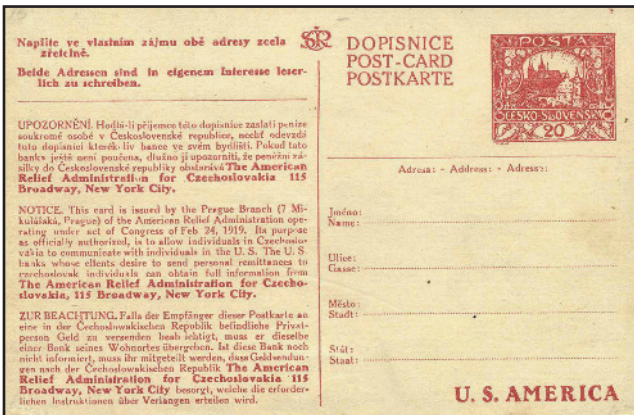 Napište ve vlastním zájmu obě adresy zcela
zřetelně.
Beide Adressen sind in eigenem Interesse leser-
lich zu schreiben.
UPOZORNĚNÍ. Hodlá-li příjemce této dopisnice zaslati peníze
soukromé osobě v Československé republice, nechť odevzdá
tuto dopisnici kterék-liv bance ve svém bydlišti. Pokud tato
banka ještě není poučena, dlužno ji upozorniti, že peněžní zá-
silky do Československé republiky obstarává The American
Relief Administration for Czechoslovakia 115
Broadway, New York City.
NOTICE. This card is issued by the Prague Branch (7 Mi-
kulášská, Prague) of the American Relief Administration ope-
rating under act of Congress of Feb 24, 1919. Its purpose
as officially authorized, is to allow individuals in Czechoslo-
vakia to communicate with individuals in the U. S. The U. S.
banks whose clients desire to send personal remittances to
czechoslovak individuals can obtain full information from
The American Relief Administration for Czecho-
slovakia, 115 Broadway, New York City.
ZUR BEACHTUNG. Falls der Empfänger dieser Postkarte an
eine in der Čechoslowakischen Republik befindliche Privat-
person Geld zu versenden beabsichtigt, muss er dieselbe
einer Bank seines Wohnortes übergeben. Ist diese Bank noch
nicht informiert, muss ihr mitgeteilt werden, dass Geldsendun-
gen nach der Čechoslowakischen Republik The American
Relief Administration for Czechoslovakia 115
Broadway, New York City besorgt, welche die erforder-
lichen Instruktionen über Verlangen erteilen wird.
DOPISNICE
POST-CARD
POSTKARTE
POŠTA
ČESKO-SLOVENSKÁ
20
Adresa: - Address: - Adresse:
Jméno:
Name:
Ulice:
Gasse:
Město:
Stadt:
Stát:
Staat:
U. S. AMERICA